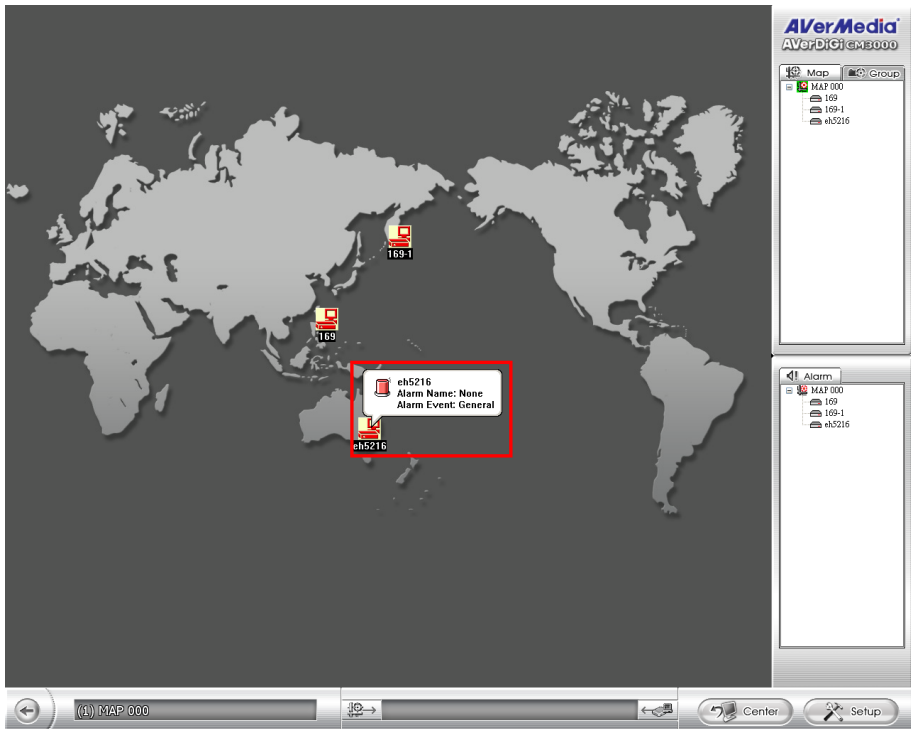 AVerMedia
AVerDiGi CM3000
Map
Group
MAP 000
169
169-1
eh5216
169-1
169
eh5216
Alarm Name: None
Alarm Event: General
eh5216
Alarm
MAP 000
169
169-1
eh5216
(1) MAP 000
Center
Setup